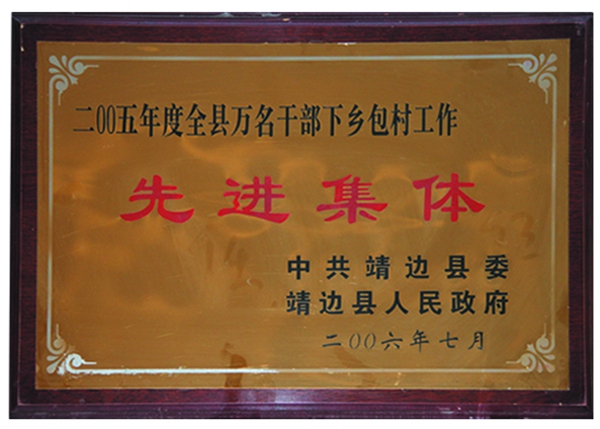 二00五年度全县万名干部下乡包村工作
先进集体
中共靖边县委
靖边县人民政府
二00六年七月